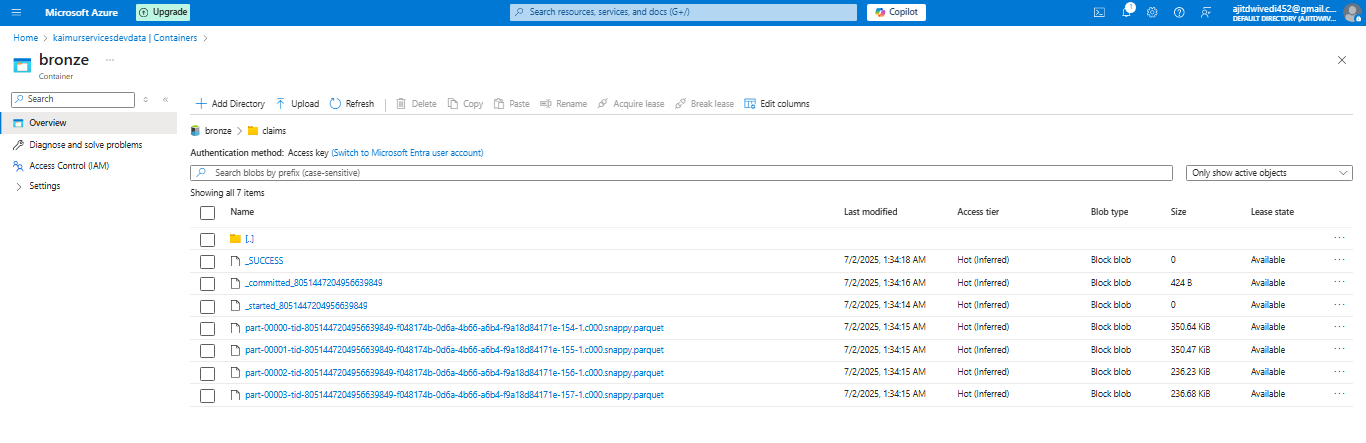 Microsoft Azure Upgrade Search resources, services, and docs (G+/) Copilot 1 ajitdwivedi452@gmail.c...
DEFAULT DIRECTORY (AJITDWIV...
Home > kaimurservicesdevdata | Containers >
bronze ...
Container
Search
Overview
Diagnose and solve problems
Access Control (IAM)
Settings
Add Directory Upload Refresh Delete Copy Paste Rename Acquire lease Break lease Edit columns
bronze > claims
Authentication method: Access key (Switch to Microsoft Entra user account)
Search blobs by prefix (case-sensitive) Only show active objects
Showing all 7 items
Name Last modified Access tier Blob type Size Lease state
[..] ...
_SUCCESS 7/2/2025, 1:34:18 AM Hot (Inferred) Block blob 0 Available ...
_committed_8051447204956639849 7/2/2025, 1:34:16 AM Hot (Inferred) Block blob 424 B Available ...
_started_8051447204956639849 7/2/2025, 1:34:14 AM Hot (Inferred) Block blob 0 Available ...
part-00000-tid-8051447204956639849-f048174b-0d6a-4b66-a6b4-f9a18d84171e-154-1.c000.snappy.parquet 7/2/2025, 1:34:15 AM Hot (Inferred) Block blob 350.64 KiB Available ...
part-00001-tid-8051447204956639849-f048174b-0d6a-4b66-a6b4-f9a18d84171e-155-1.c000.snappy.parquet 7/2/2025, 1:34:15 AM Hot (Inferred) Block blob 350.47 KiB Available ...
part-00002-tid-8051447204956639849-f048174b-0d6a-4b66-a6b4-f9a18d84171e-156-1.c000.snappy.parquet 7/2/2025, 1:34:15 AM Hot (Inferred) Block blob 236.23 KiB Available ...
part-00003-tid-8051447204956639849-f048174b-0d6a-4b66-a6b4-f9a18d84171e-157-1.c000.snappy.parquet 7/2/2025, 1:34:15 AM Hot (Inferred) Block blob 236.68 KiB Available ...